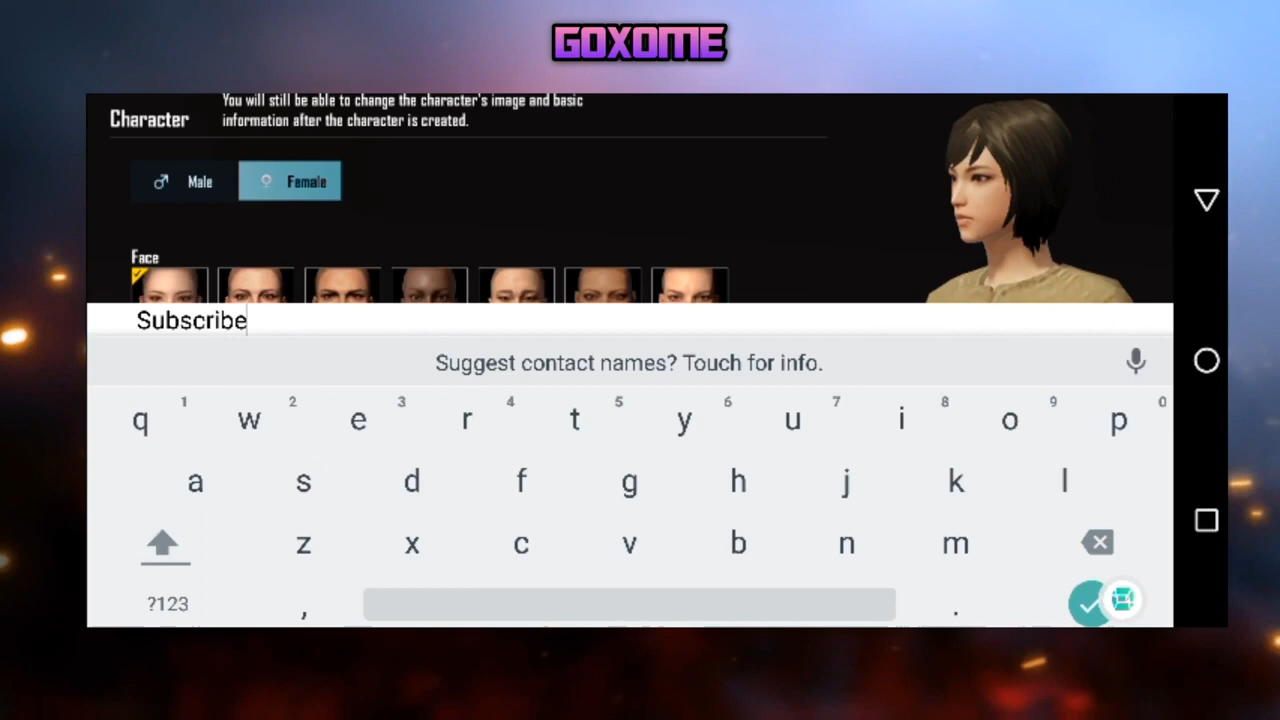 GOXOME
You will still be able to change the character's image and basic
information after the character is created.
Character
Male
Female
Face
Subscribe
Suggest contact names? Touch for info.
q 1 w 2 e 3 r 4 t 5 y 6 u 7 i 8 o 9 p 0
a s d f g h j k l
z x c v b n m
?123 , .